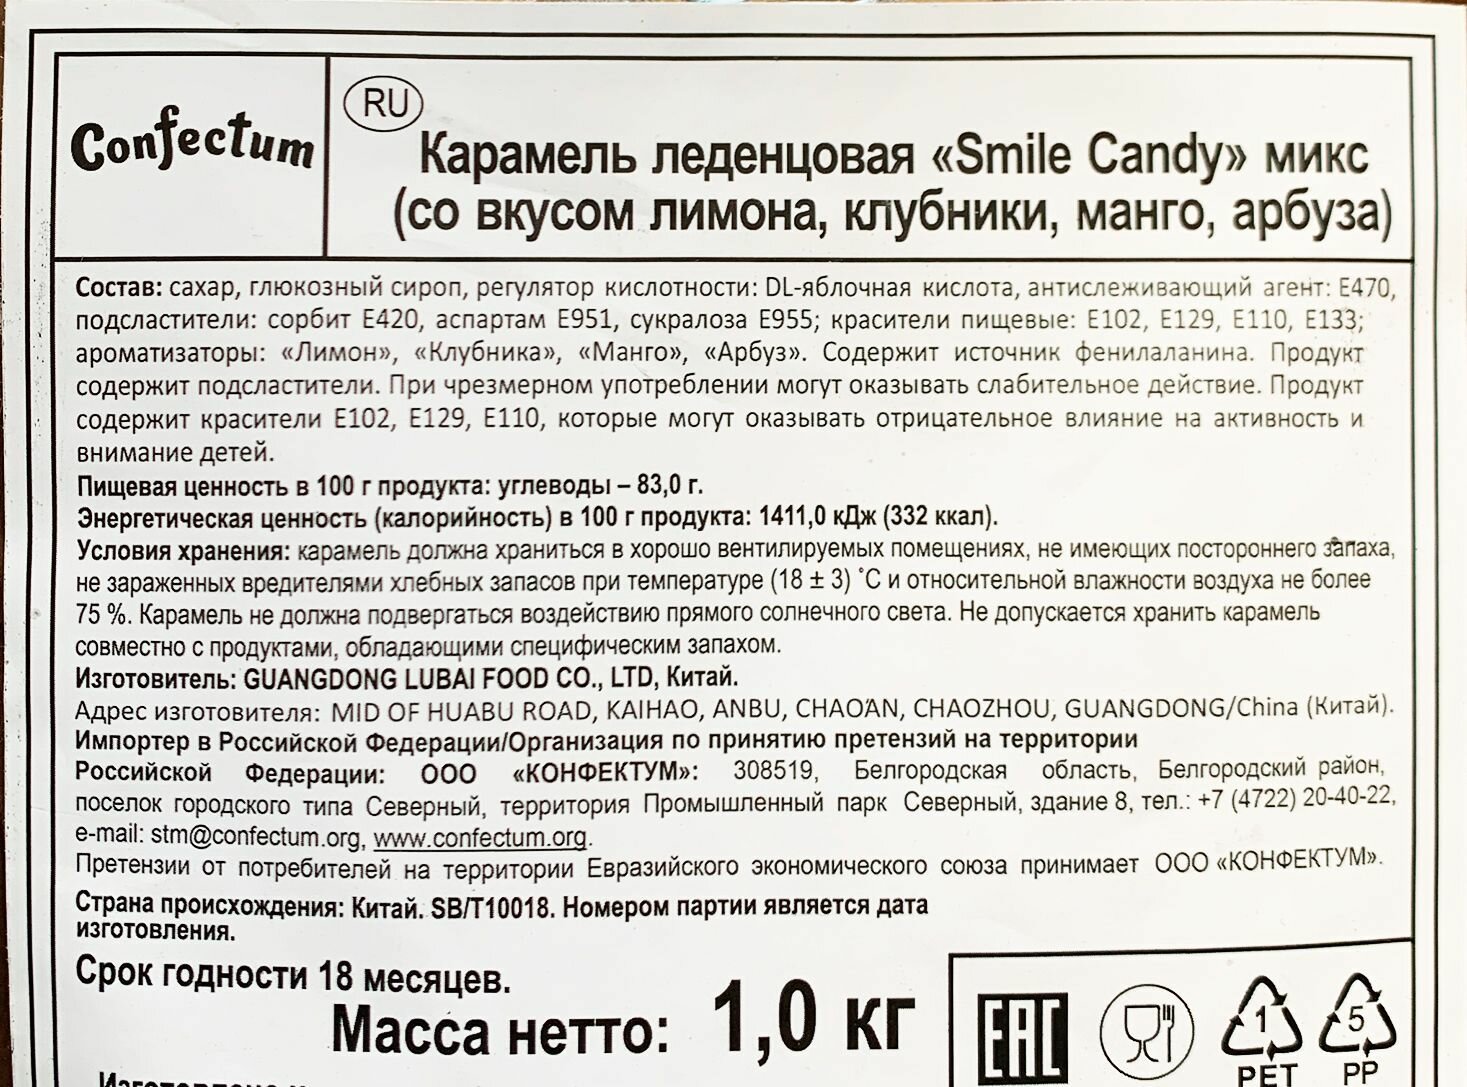 Confectum
RU
Карамель леденцовая «Smile Candy» микс
(со вкусом лимона, клубники, манго, арбуза)
Состав: сахар, глюкозный сироп, регулятор кислотности: DL-яблочная кислота, антислеживающий агент: Е470,
подсластители: сорбит Е420, аспартам Е951, сукралоза Е955; красители пищевые: Е102, Е129, Е110, Е133;
ароматизаторы: «Лимон», «Клубника», «Манго», «Арбуз». Содержит источник фенилаланина. Продукт
содержит подсластители. При чрезмерном употреблении могут оказывать слабительное действие. Продукт
содержит красители Е102, Е129, Е110, которые могут оказывать отрицательное влияние на активность и
внимание детей.
Пищевая ценность в 100 г продукта: углеводы – 83,0 г.
Энергетическая ценность (калорийность) в 100 г продукта: 1411,0 кДж (332 ккал).
Условия хранения: карамель должна храниться в хорошо вентилируемых помещениях, не имеющих постороннего запаха,
не зараженных вредителями хлебных запасов при температуре (18 ± 3) ˚С и относительной влажности воздуха не более
75 %. Карамель не должна подвергаться воздействию прямого солнечного света. Не допускается хранить карамель
совместно с продуктами, обладающими специфическим запахом.
Изготовитель: GUANGDONG LUBAI FOOD CO., LTD, Китай.
Адрес изготовителя: MID OF HUABU ROAD, KAIHAO, ANBU, CHAO'AN, CHAOZHOU, GUANGDONG/China (Китай).
Импортер в Российской Федерации/Организация по принятию претензий на территории
Российской Федерации: ООО «КОНФЕКТУМ»: 308519, Белгородская область, Белгородский район,
поселок городского типа Северный, территория Промышленный парк Северный, здание 8, тел.: +7 (4722) 20-40-22,
e-mail: stm@confectum.org, www.confectum.org.
Претензии от потребителей на территории Евразийского экономического союза принимает ООО «КОНФЕКТУМ».
Страна происхождения: Китай. SB/T10018. Номером партии является дата
изготовления.
Срок годности 18 месяцев.
Масса нетто: 1,0 кг
EAC
1
PET
5
PP